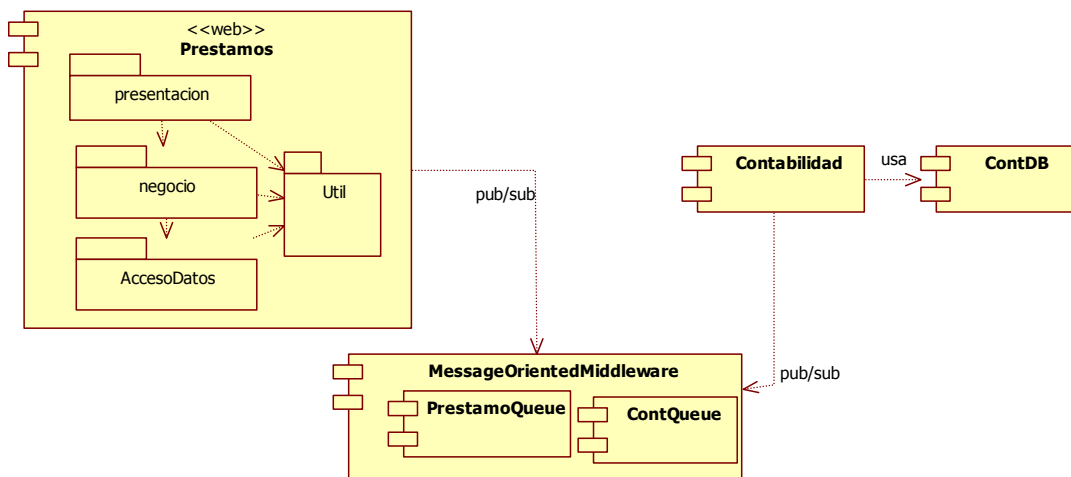 <<web>>
Prestamos
presentacion
negocio
Util
AccesoDatos
pub/sub
Contabilidad
usa
ContDB
pub/sub
MessageOrientedMiddleware
PrestamoQueue
ContQueue